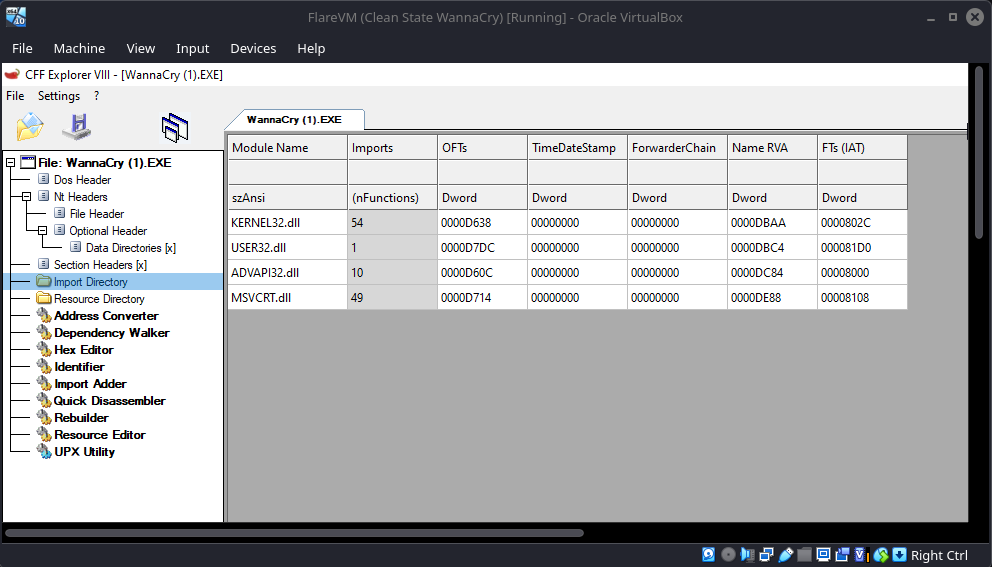 FlareVM (Clean State WannaCry) [Running] - Oracle VirtualBox
File Machine View Input Devices Help
CFF Explorer VIII - [WannaCry (1).EXE]
File Settings ?
WannaCry (1).EXE
File: WannaCry (1).EXE
Dos Header
Nt Headers
File Header
Optional Header
Data Directories [x]
Section Headers [x]
Import Directory
Resource Directory
Address Converter
Dependency Walker
Hex Editor
Identifier
Import Adder
Quick Disassembler
Rebuilder
Resource Editor
UPX Utility
Module Name Imports OFTs TimeDateStamp ForwarderChain Name RVA FTs (IAT)
szAnsi (nFunctions) Dword Dword Dword Dword Dword
KERNEL32.dll 54 0000D638 00000000 00000000 0000DBAA 0000802C
USER32.dll 1 0000D7DC 00000000 00000000 0000DBC4 000081D0
ADVAPI32.dll 10 0000D60C 00000000 00000000 0000DC84 00008000
MSVCRT.dll 49 0000D714 00000000 00000000 0000DE88 00008108
Right Ctrl